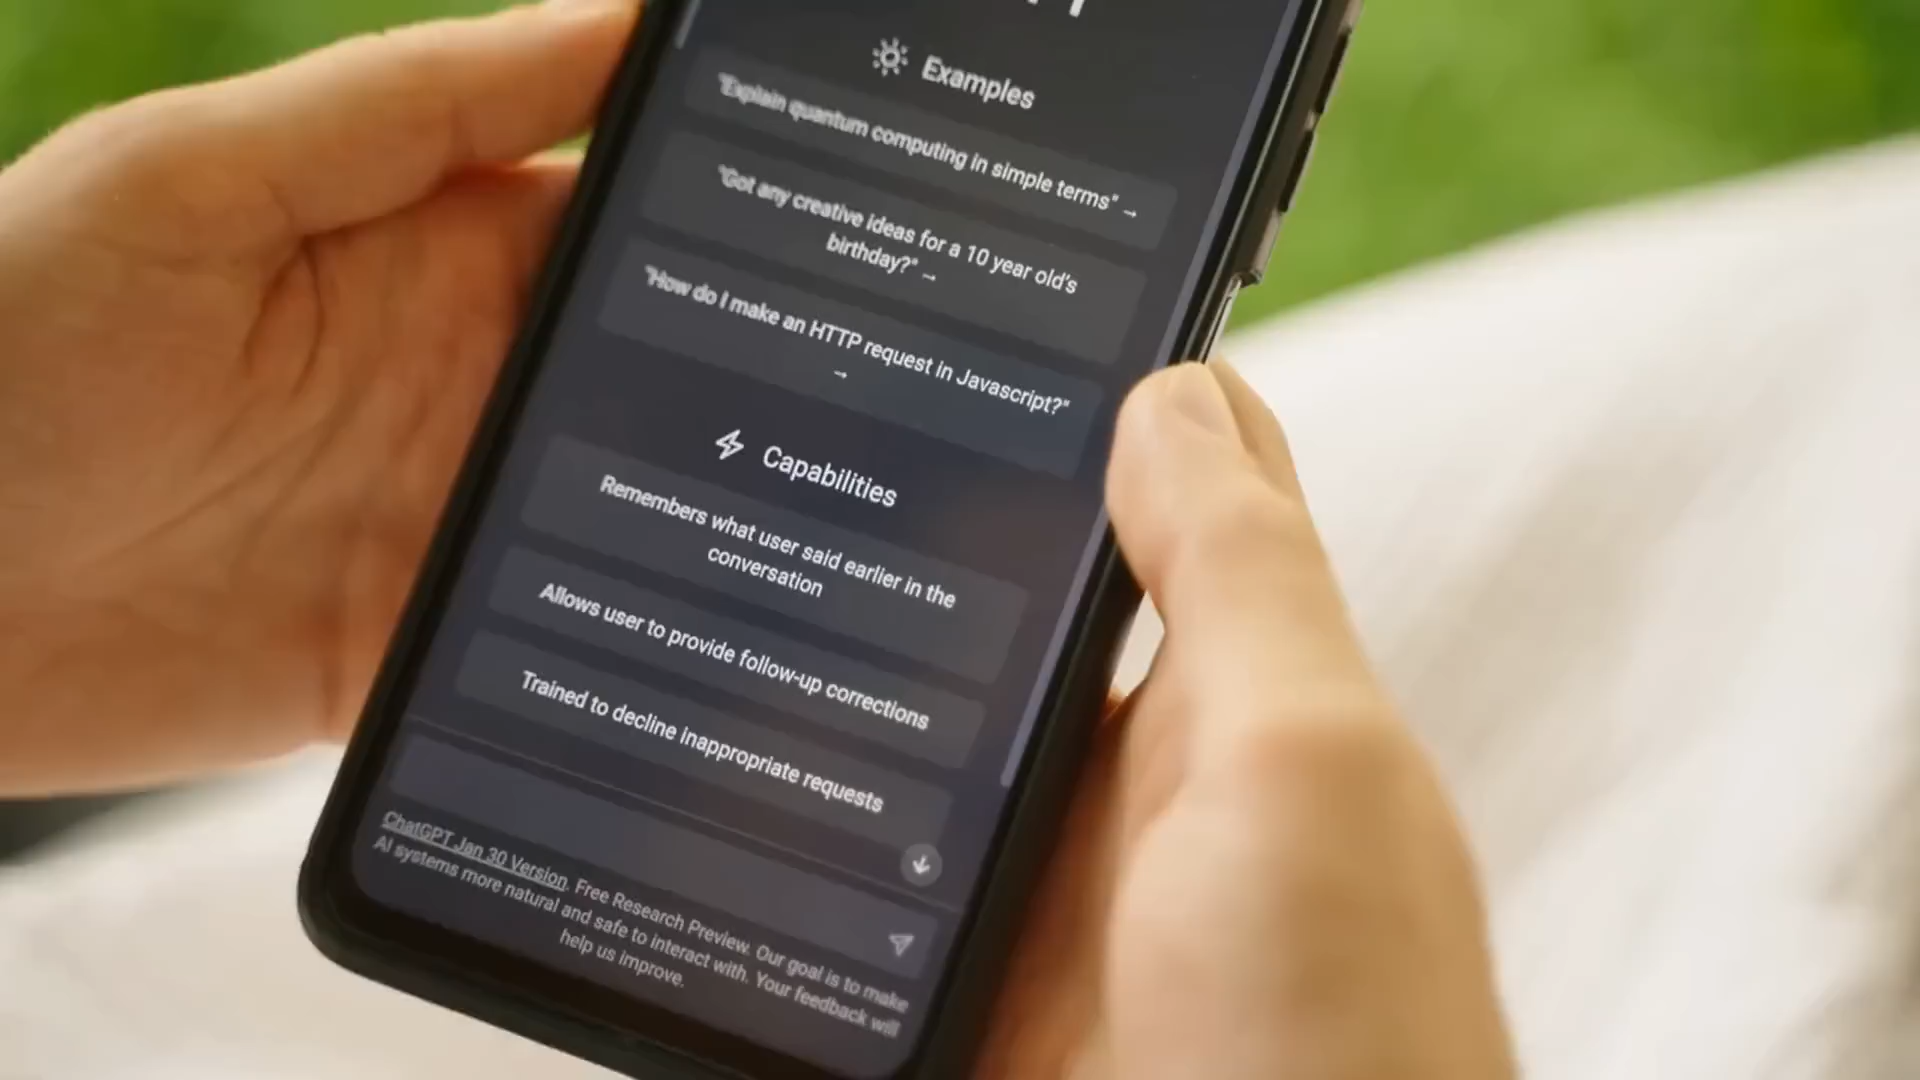 Examples
"Explain quantum computing in simple terms" →
"Got any creative ideas for a 10 year old's
birthday?" →
"How do I make an HTTP request in Javascript?"
→
Capabilities
Remembers what user said earlier in the
conversation
Allows user to provide follow-up corrections
Trained to decline inappropriate requests
ChatGPT Jan 30 Version. Free Research Preview. Our goal is to make
AI systems more natural and safe to interact with. Your feedback will
help us improve.